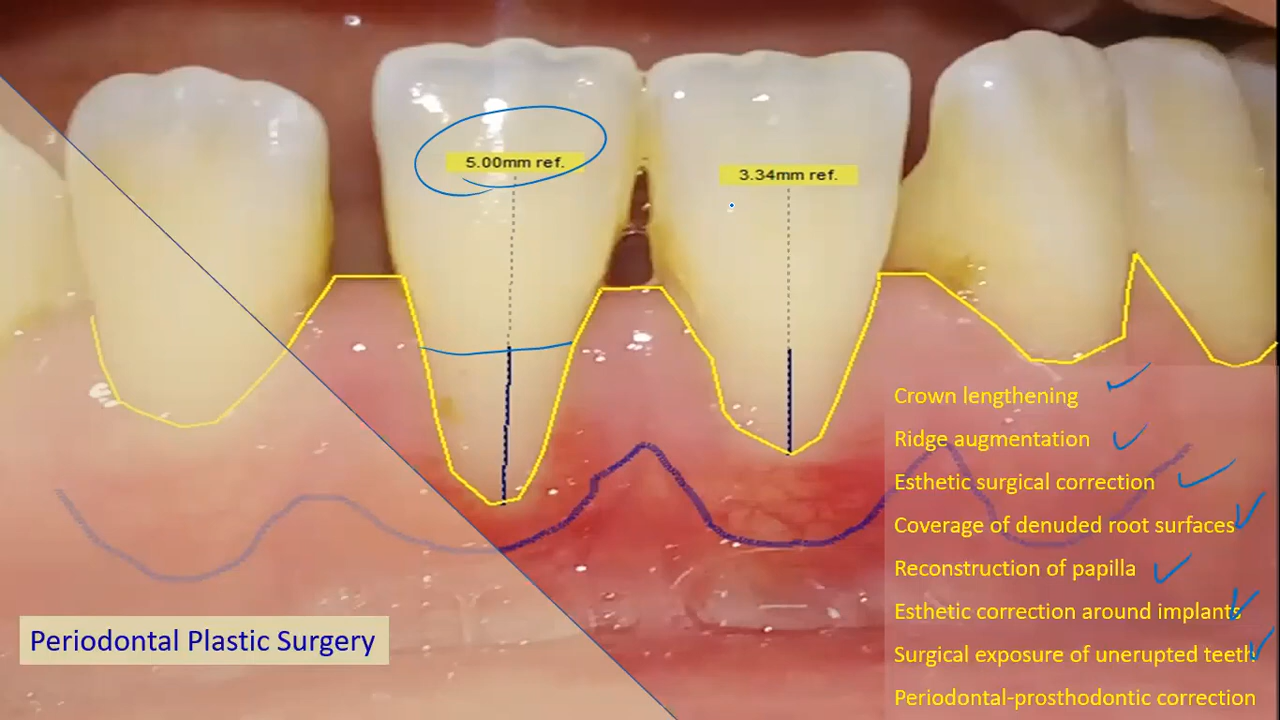 5.00mm ref.
3.34mm ref.
Crown lengthening
Ridge augmentation
Esthetic surgical correction
Coverage of denuded root surfaces
Reconstruction of papilla
Esthetic correction around implants
Surgical exposure of unerupted teeth
Periodontal-prosthodontic correction
Periodontal Plastic Surgery